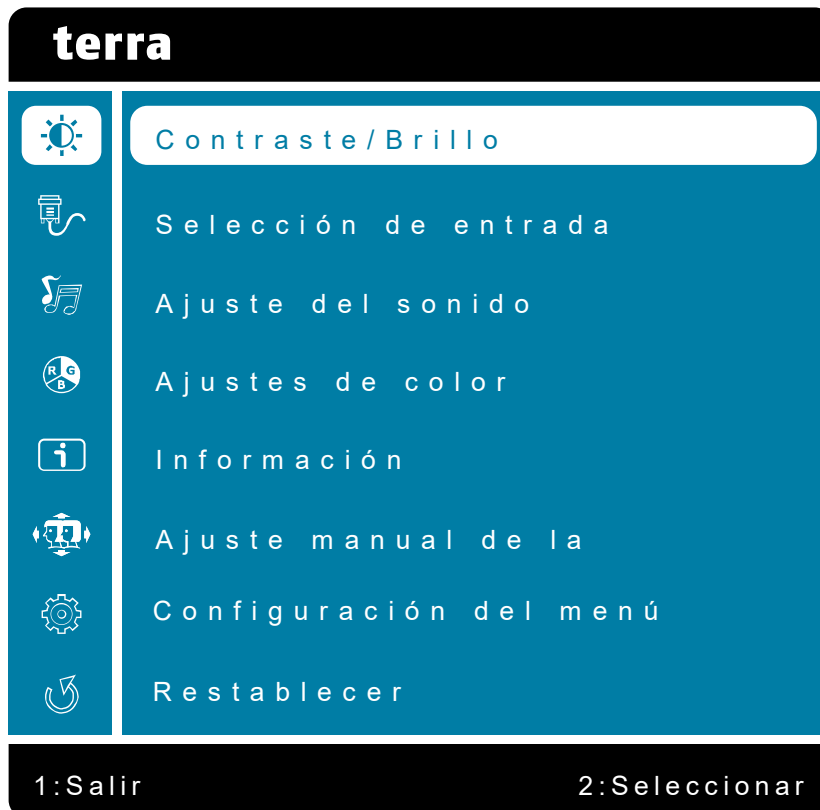 terra
Contraste/Brillo
Selección de entrada
Ajuste del sonido
R G
B
Ajustes de color
i
Información
Ajuste manual de la
Configuración del menú
Restablecer
1:Salir 2:Seleccionar